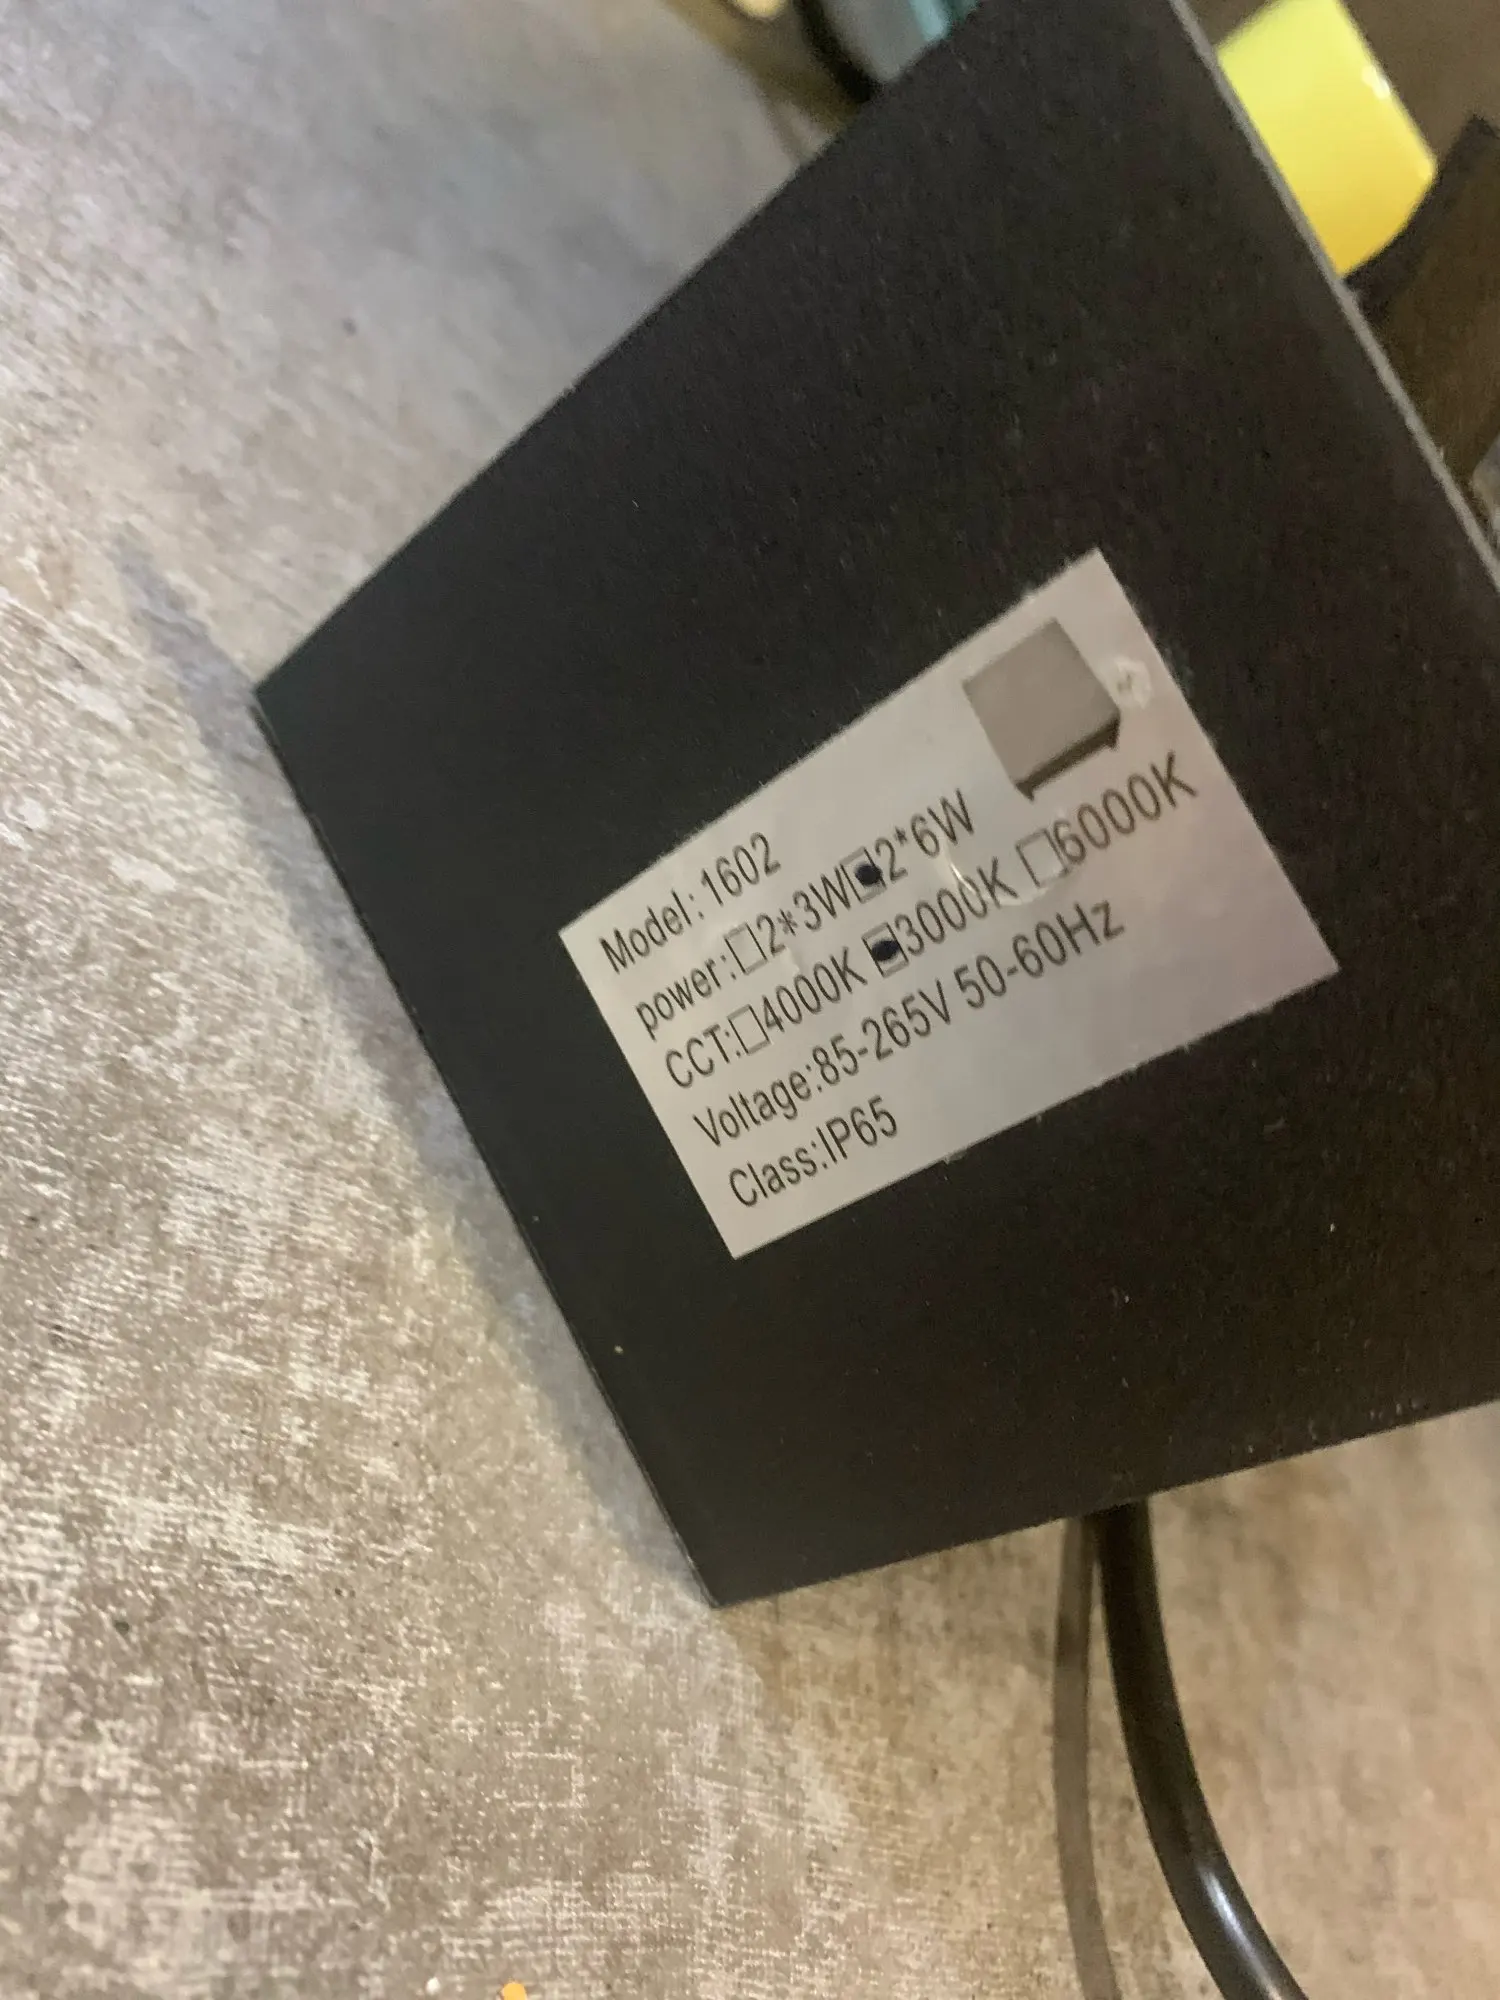 Model: 1602
power:□2*3W☑2*6W
CCT:□4000K ☑3000K □6000K
Voltage:85-265V 50-60Hz
Class:IP65